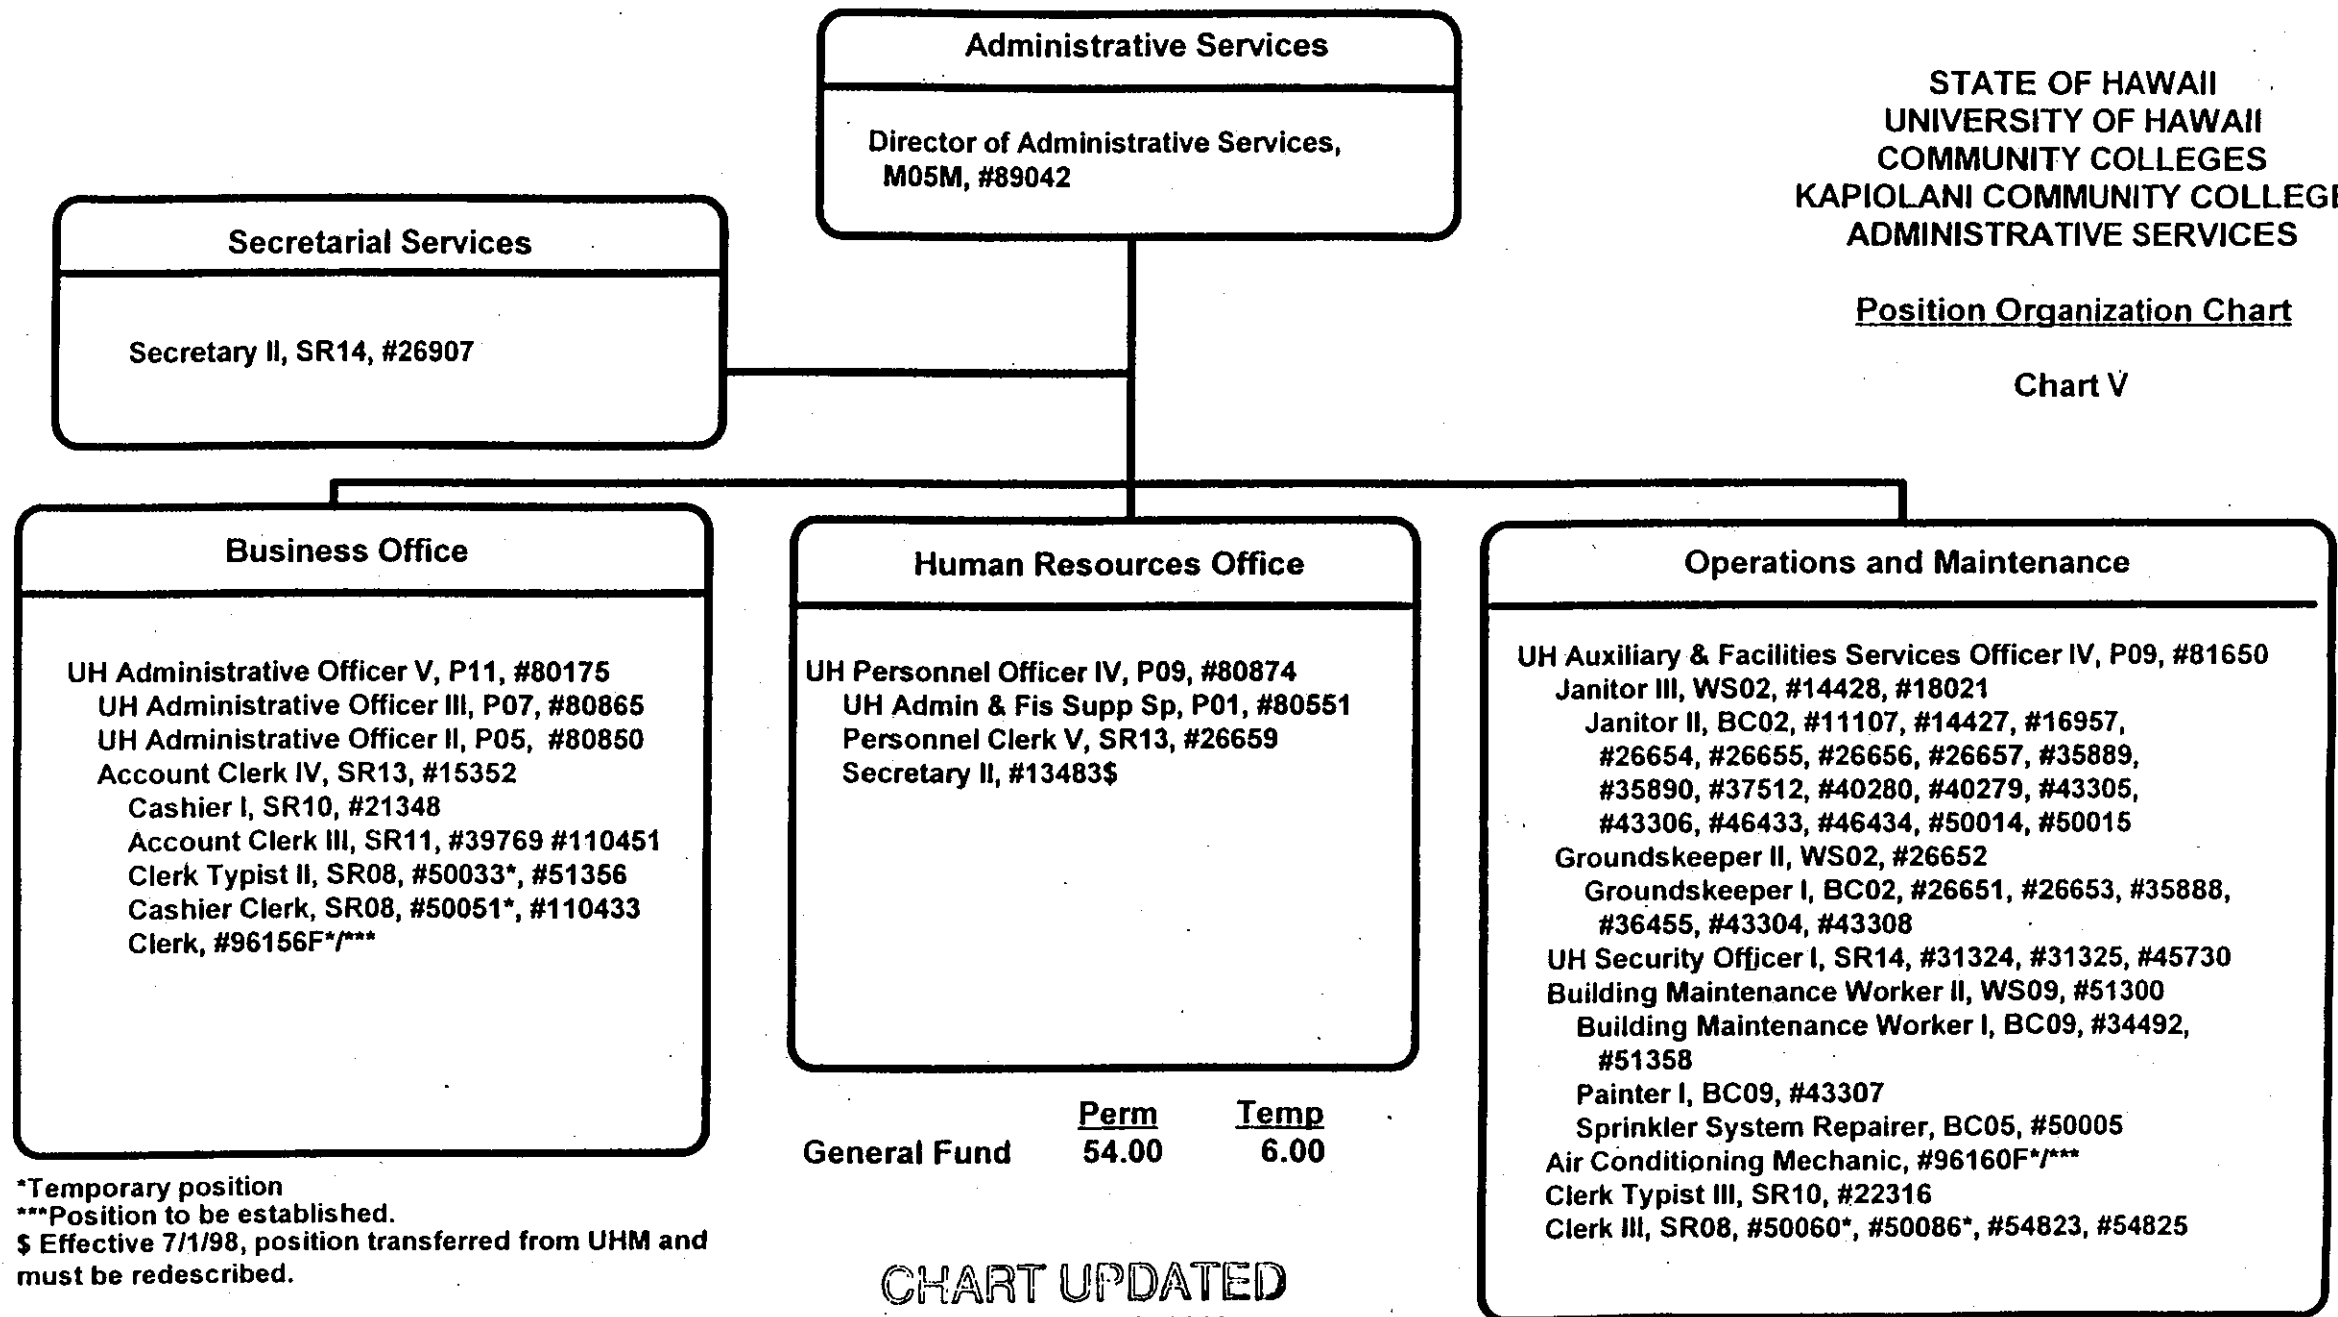 Administrative Services
Director of Administrative Services,
M05M, #89042
STATE OF HAWAII
UNIVERSITY OF HAWAII
COMMUNITY COLLEGES
KAPIOLANI COMMUNITY COLLEGE
ADMINISTRATIVE SERVICES
Position Organization Chart
Chart V
Secretarial Services
Secretary II, SR14, #26907
Business Office
UH Administrative Officer V, P11, #80175
UH Administrative Officer III, P07, #80865
UH Administrative Officer II, P05, #80850
Account Clerk IV, SR13, #15352
Cashier I, SR10, #21348
Account Clerk III, SR11, #39769 #110451
Clerk Typist II, SR08, #50033*, #51356
Cashier Clerk, SR08, #50051*, #110433
Clerk, #96156F*/***
Human Resources Office
UH Personnel Officer IV, P09, #80874
UH Admin & Fis Supp Sp, P01, #80551
Personnel Clerk V, SR13, #26659
Secretary II, #13483$
Operations and Maintenance
UH Auxiliary & Facilities Services Officer IV, P09, #81650
Janitor III, WS02, #14428, #18021
Janitor II, BC02, #11107, #14427, #16957,
#26654, #26655, #26656, #26657, #35889,
#35890, #37512, #40280, #40279, #43305,
#43306, #46433, #46434, #50014, #50015
Groundskeeper II, WS02, #26652
Groundskeeper I, BC02, #26651, #26653, #35888,
#36455, #43304, #43308
UH Security Officer I, SR14, #31324, #31325, #45730
Building Maintenance Worker II, WS09, #51300
Building Maintenance Worker I, BC09, #34492,
#51358
Painter I, BC09, #43307
Sprinkler System Repairer, BC05, #50005
Air Conditioning Mechanic, #96160F*/***
Clerk Typist III, SR10, #22316
Clerk III, SR08, #50060*, #50086*, #54823, #54825
Perm Temp
General Fund 54.00 6.00
*Temporary position
***Position to be established.
$ Effective 7/1/98, position transferred from UHM and
must be redescribed.
CHART UPDATED